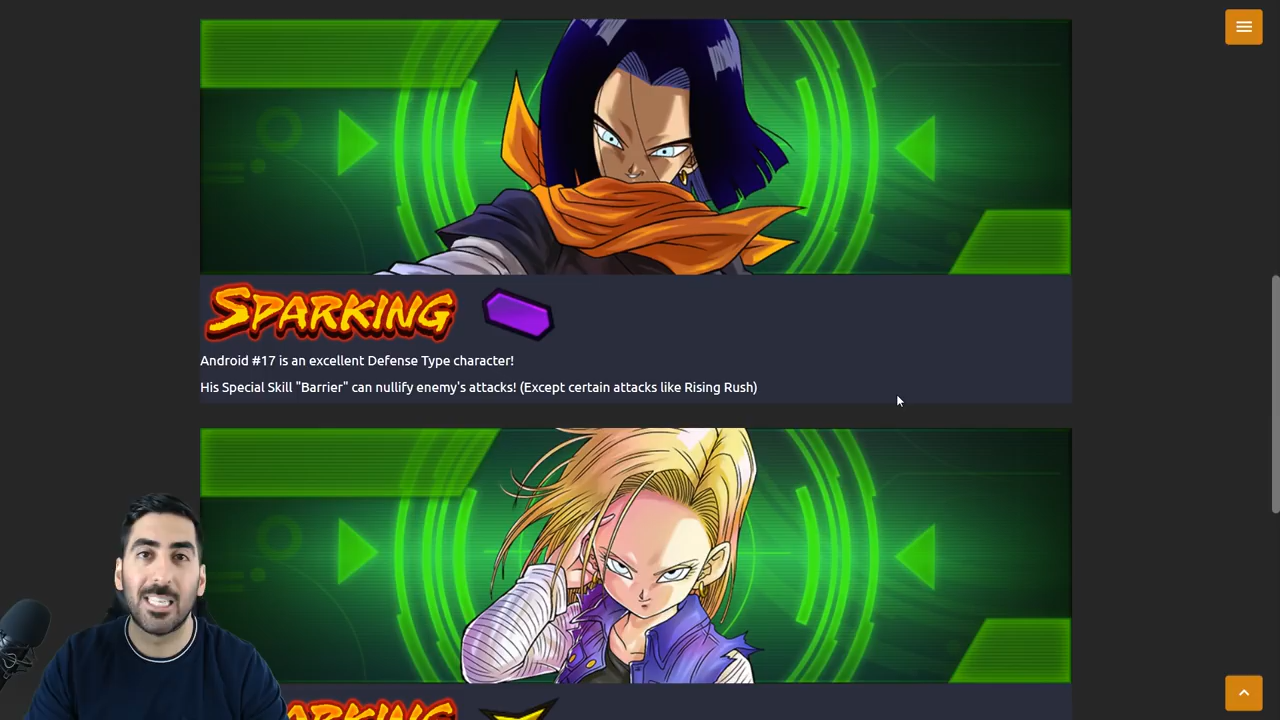 SPARKING
Android #17 is an excellent Defense Type character!
His Special Skill "Barrier" can nullify enemy's attacks! (Except certain attacks like Rising Rush)
ARKING